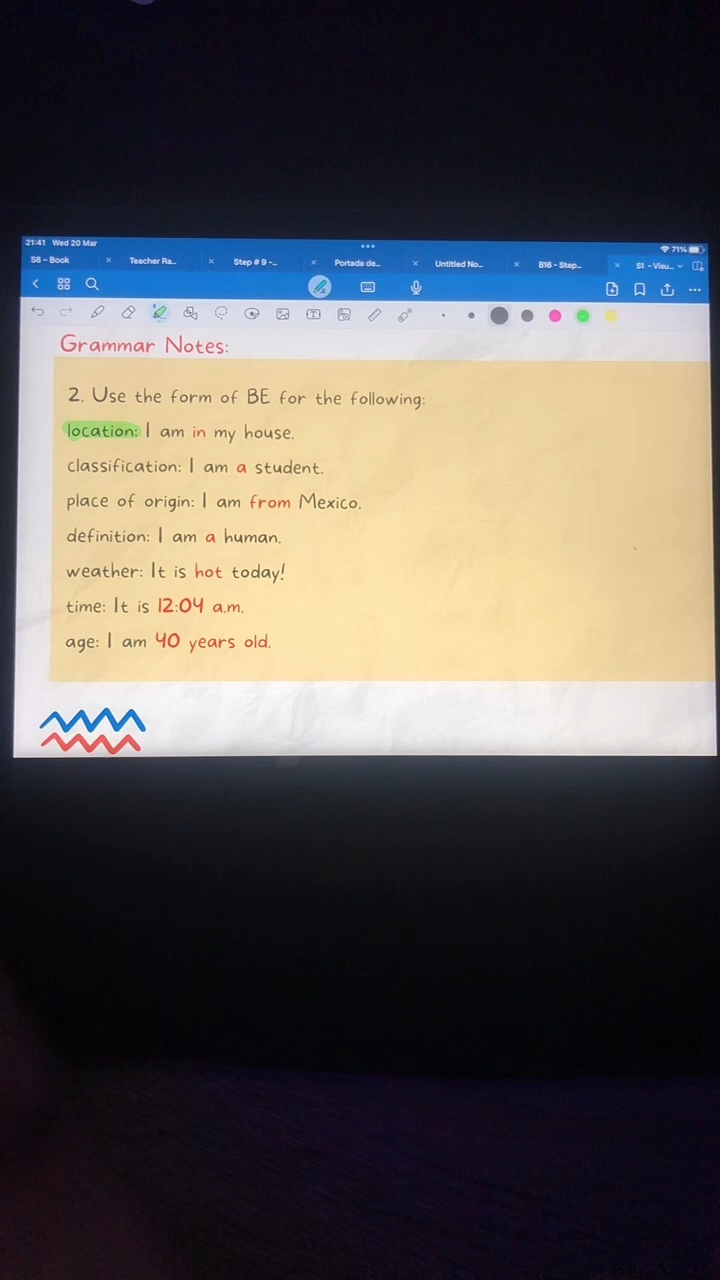 21:41 Wed 20 Mar
71%
S8 - Book
Teacher Ra...
Step # 9 -...
Portada de...
Untitled No...
B16 - Step...
S1 - Visu...
Grammar Notes:
2. Use the form of BE for the following:
location: I am in my house.
classification: I am a student.
place of origin: I am from Mexico.
definition: I am a human.
weather: It is hot today!
time: It is 12:04 a.m.
age: I am 40 years old.